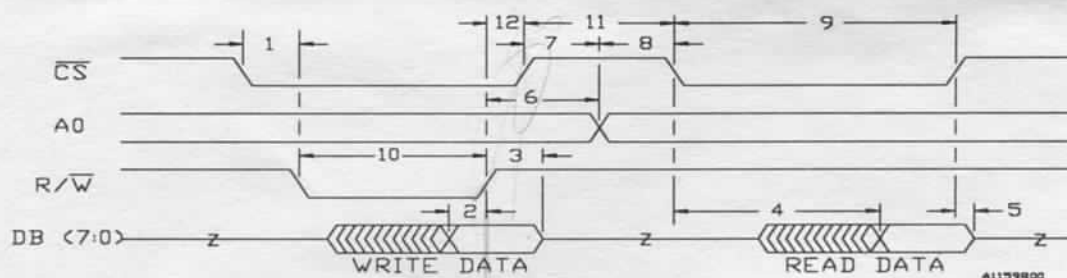 12 11 9
1 7 8
CS
6
A0
10 3
R/W
2 4 5
DB (7:0) Z Z Z
WRITE DATA READ DATA
A1159800